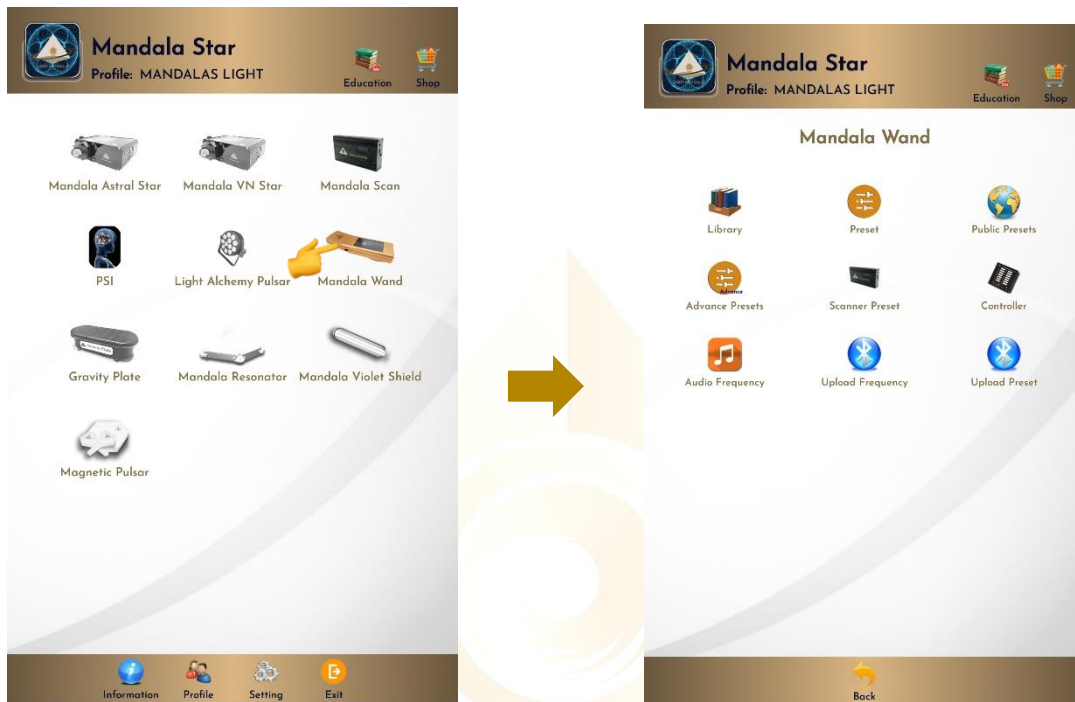 Mandala Star
Profile: MANDALAS LIGHT
Education
Shop
Mandala Astral Star
Mandala VN Star
Mandala Scan
PSI
Light Alchemy Pulsar
Mandala Wand
Gravity Plate
Mandala Resonator
Mandala Violet Shield
Magnetic Pulsar
Information
Profile
Setting
Exit
Mandala Star
Profile: MANDALAS LIGHT
Education
Shop
Mandala Wand
Library
Preset
Public Presets
Advance
Advance Presets
Scanner Preset
Controller
Audio Frequency
Upload Frequency
Upload Preset
Back